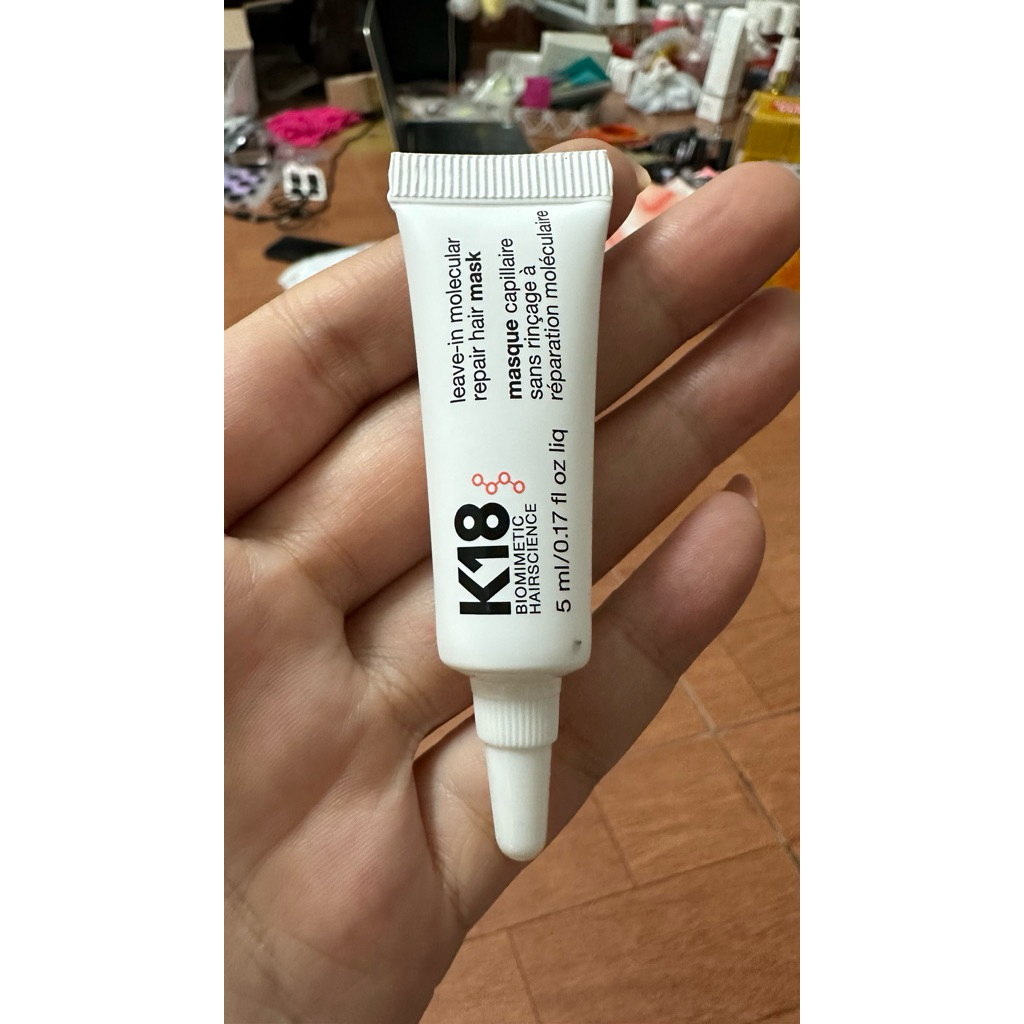 K18
BIOMIMETIC
HAIRSCIENCE
5 ml/0.17 fl oz liq
leave-in molecular
repair hair mask
masque capillaire
sans rinçage à
réparation moléculaire